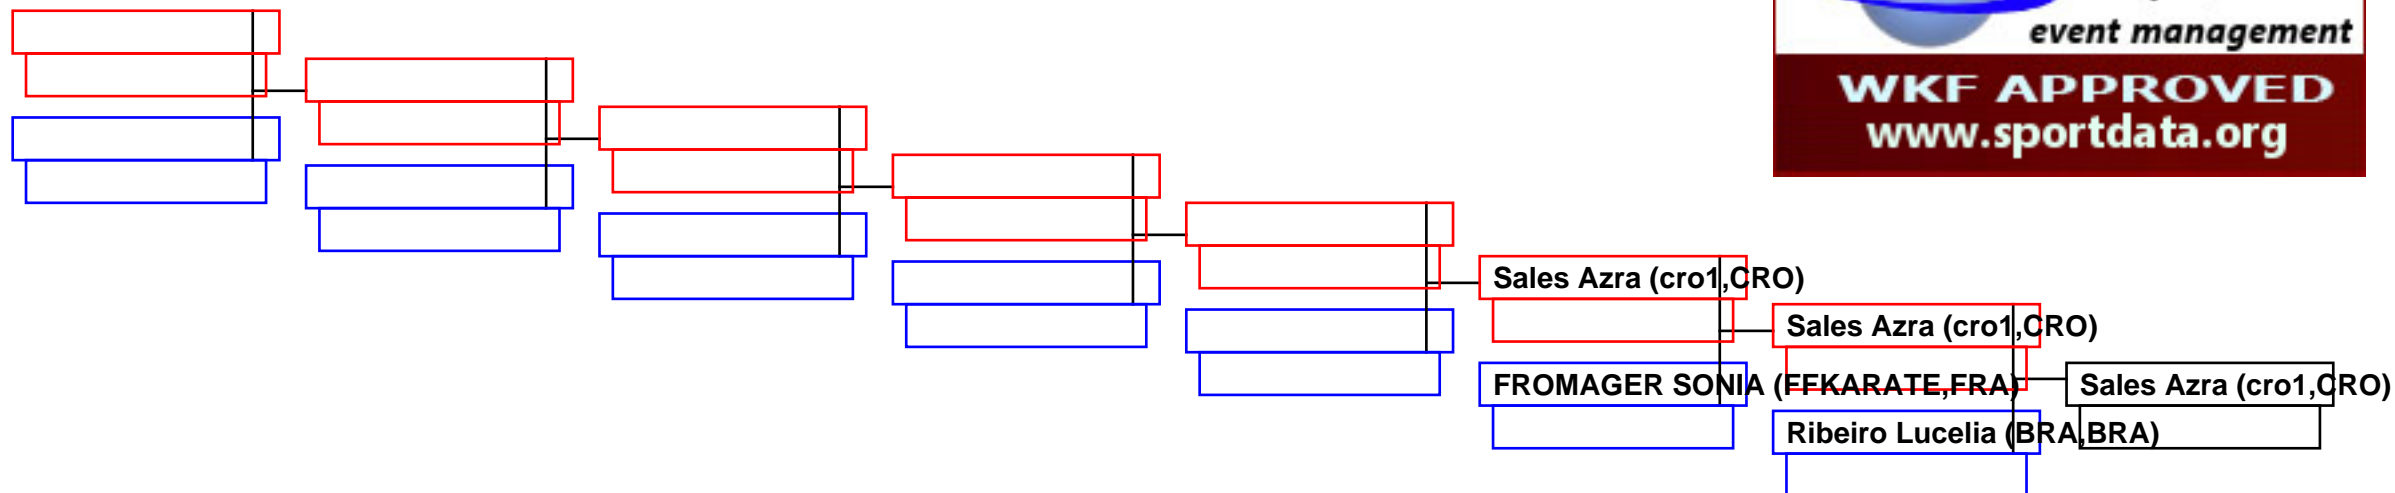 event management
WKF APPROVED
www.sportdata.org
Sales Azra (cro1,CRO)
Sales Azra (cro1,CRO)
FROMAGER SONIA (FFKARATE,FRA)
Sales Azra (cro1,CRO)
Ribeiro Lucelia (BRA,BRA)